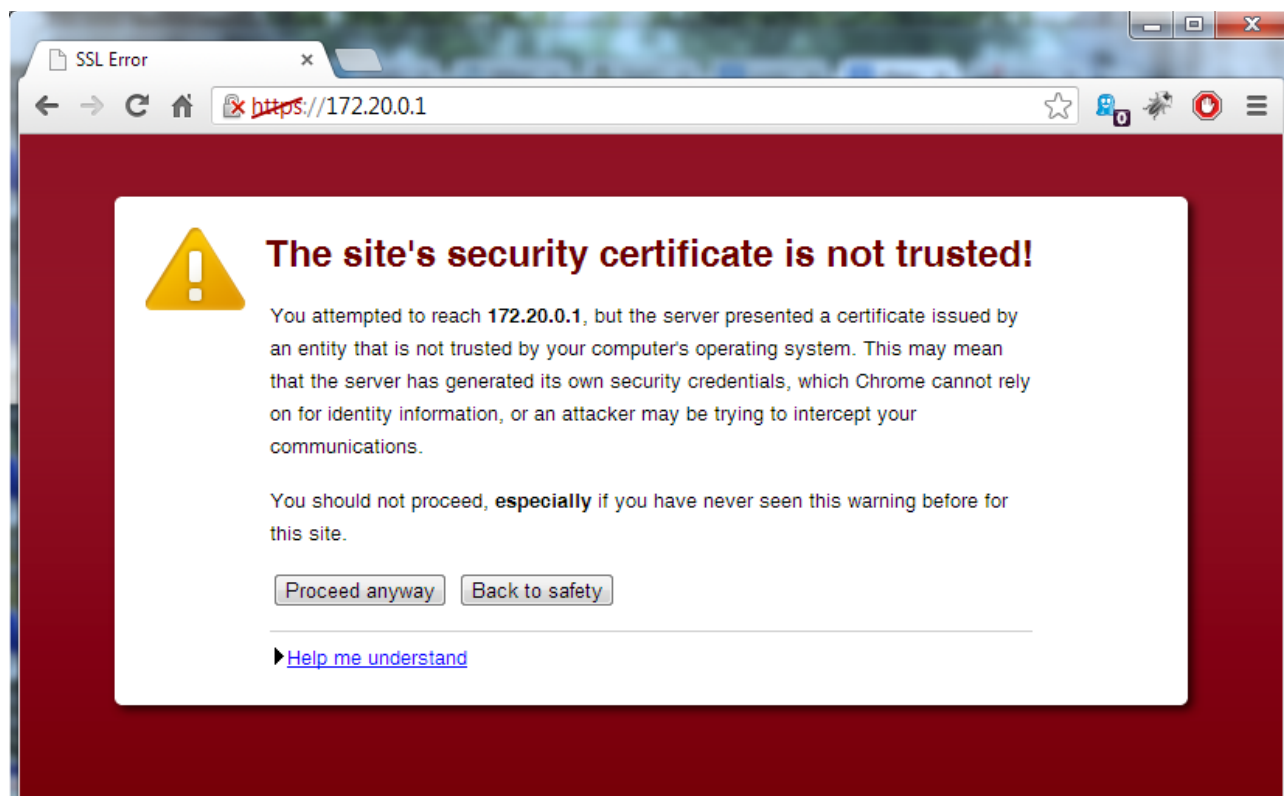 SSL Error
https://172.20.0.1
0
The site's security certificate is not trusted!
You attempted to reach 172.20.0.1, but the server presented a certificate issued by
an entity that is not trusted by your computer's operating system. This may mean
that the server has generated its own security credentials, which Chrome cannot rely
on for identity information, or an attacker may be trying to intercept your
communications.
You should not proceed, especially if you have never seen this warning before for
this site.
Proceed anyway
Back to safety
Help me understand